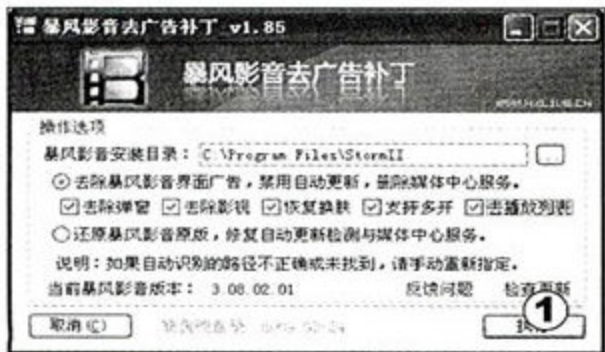 暴风影音去广告补丁 v1.85
暴风影音去广告补丁
操作选项
暴风影音安装目录: C:\Program Files\StormII ...
去除暴风影音界面广告,禁用自动更新,删除媒体中心服务。
去除弹窗 去除影视 恢复换肤 支持多开 去播放列表
还原暴风影音原版,修复自动更新检测与媒体中心服务。
说明:如果自动识别的路径不正确或未找到,请手动重新指定。
当前暴风影音版本: 3.08.02.01 反馈问题 检查更新
取消(C) 1